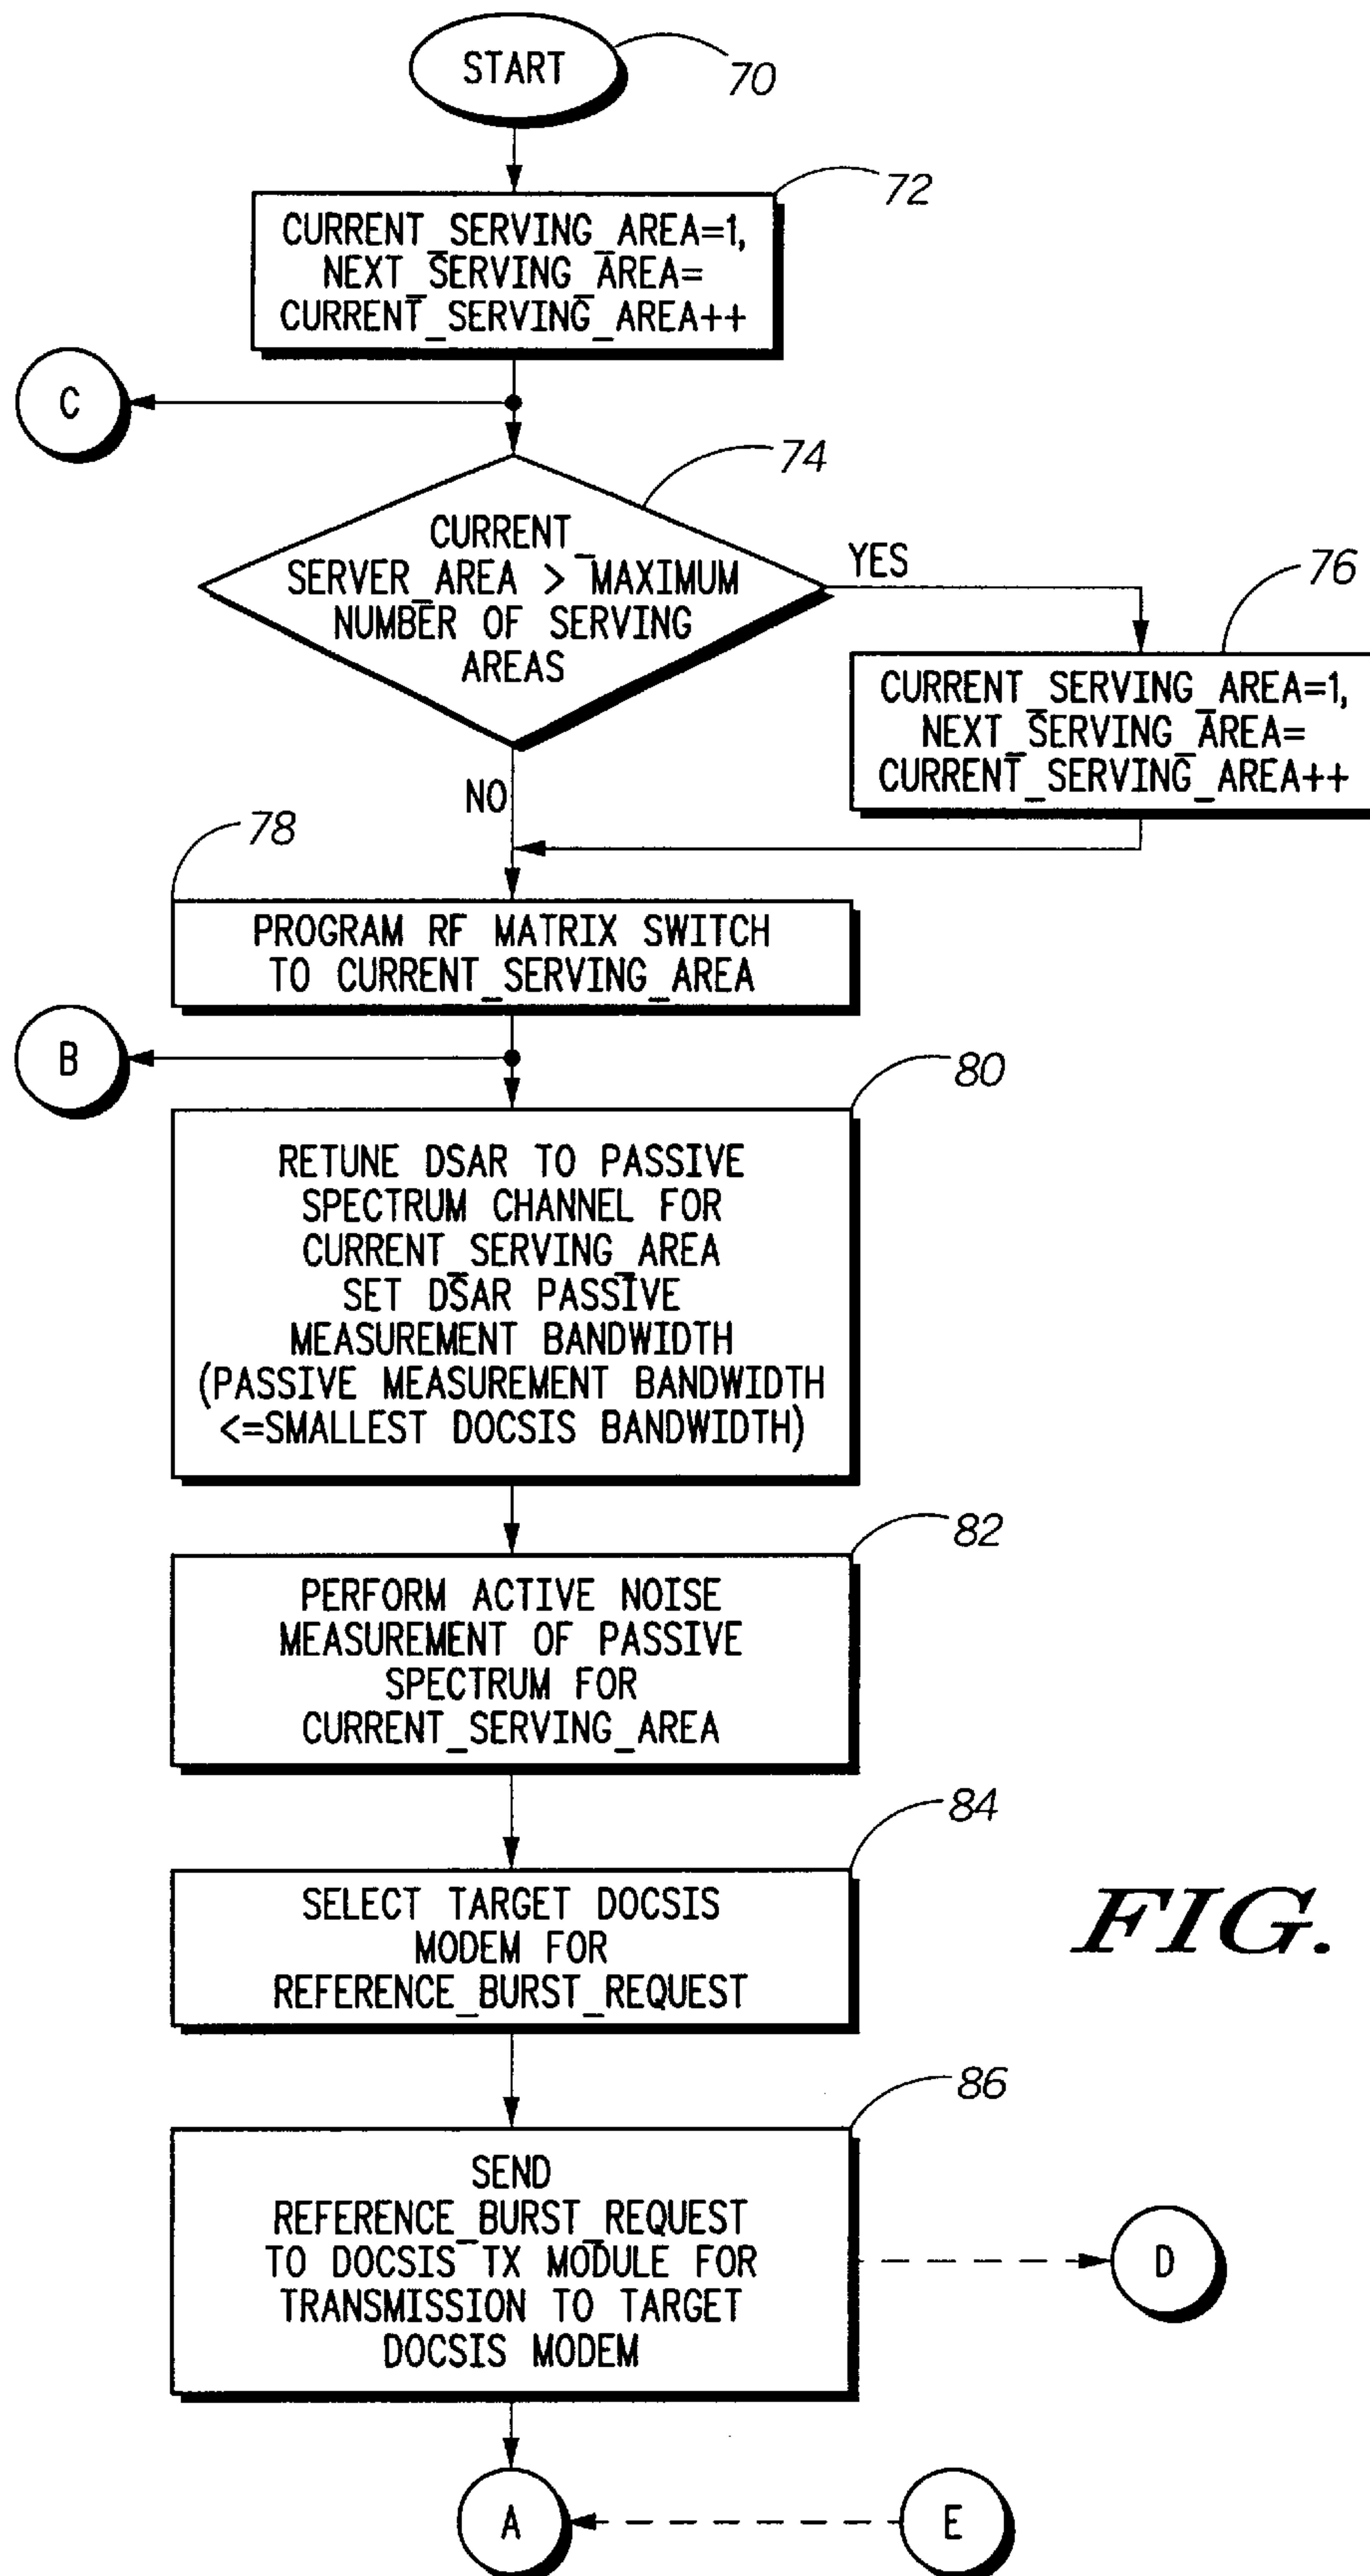 START
70
72
CURRENT_SERVING_AREA=1,
NEXT_SERVING_AREA=
CURRENT_SERVING_AREA++
C
74
CURRENT_
SERVER_AREA > MAXIMUM
NUMBER OF SERVING
AREAS
YES
76
CURRENT_SERVING_AREA=1,
NEXT_SERVING_AREA=
CURRENT_SERVING_AREA++
NO
78
PROGRAM RF MATRIX SWITCH
TO CURRENT_SERVING_AREA
B
80
RETUNE DSAR TO PASSIVE
SPECTRUM CHANNEL FOR
CURRENT_SERVING_AREA
SET DSAR PASSIVE
MEASUREMENT BANDWIDTH
(PASSIVE MEASUREMENT BANDWIDTH
<=SMALLEST DOCSIS BANDWIDTH)
82
PERFORM ACTIVE NOISE
MEASUREMENT OF PASSIVE
SPECTRUM FOR
CURRENT_SERVING_AREA
84
SELECT TARGET DOCSIS
MODEM FOR
REFERENCE_BURST_REQUEST
FIG.
86
SEND
REFERENCE_BURST_REQUEST
TO DOCSIS TX MODULE FOR
TRANSMISSION TO TARGET
DOCSIS MODEM
D
A
E